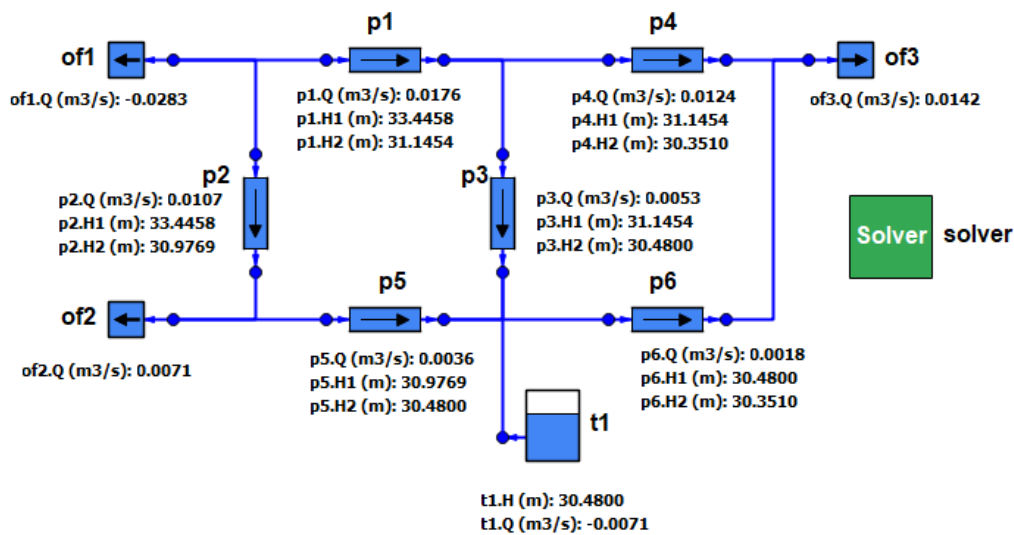 p1
p4
of1
of3
of1.Q (m3/s): -0.0283
p1.Q (m3/s): 0.0176
p1.H1 (m): 33.4458
p1.H2 (m): 31.1454
p4.Q (m3/s): 0.0124
p4.H1 (m): 31.1454
p4.H2 (m): 30.3510
of3.Q (m3/s): 0.0142
p2
p2.Q (m3/s): 0.0107
p2.H1 (m): 33.4458
p2.H2 (m): 30.9769
p3
p3.Q (m3/s): 0.0053
p3.H1 (m): 31.1454
p3.H2 (m): 30.4800
Solver
solver
p5
p6
of2
of2.Q (m3/s): 0.0071
p5.Q (m3/s): 0.0036
p5.H1 (m): 30.9769
p5.H2 (m): 30.4800
p6.Q (m3/s): 0.0018
p6.H1 (m): 30.4800
p6.H2 (m): 30.3510
t1
t1.H (m): 30.4800
t1.Q (m3/s): -0.0071